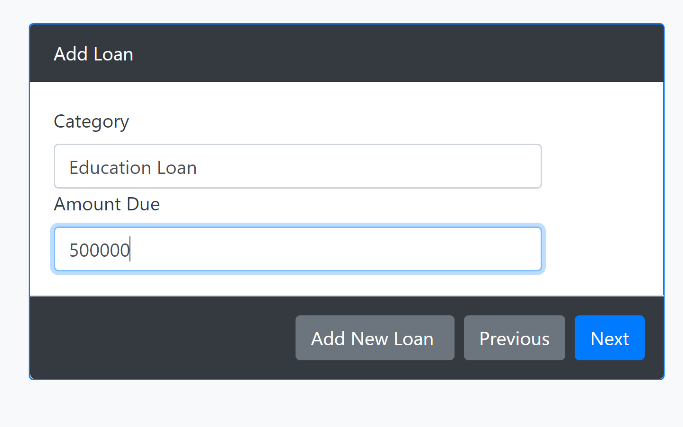 Add Loan
Category
Education Loan
Amount Due
500000
Add New Loan Previous Next